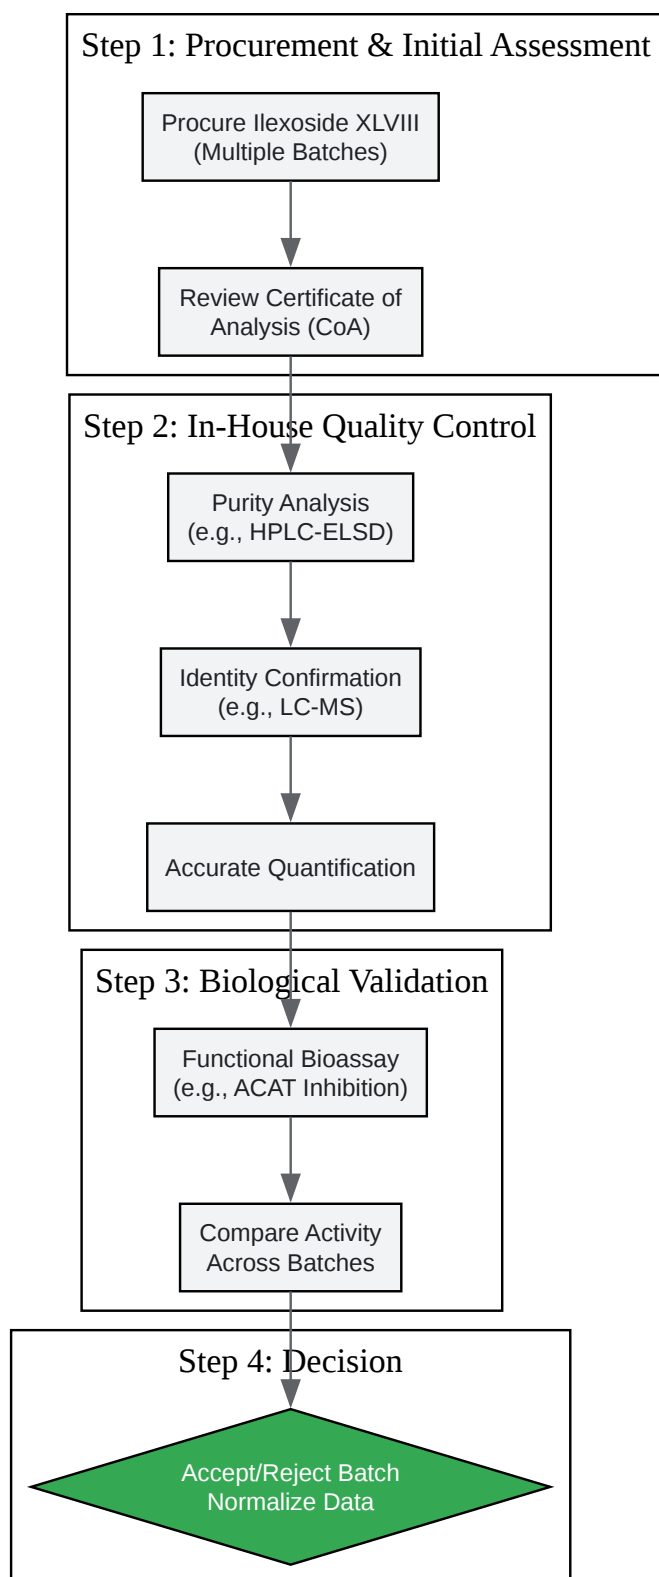 Step 1: Procurement & Initial Assessment
Procure Ilexoside XLVIII
(Multiple Batches)
Review Certificate of
Analysis (CoA)
Step 2: In-House Quality Control
Purity Analysis
(e.g., HPLC-ELSD)
Identity Confirmation
(e.g., LC-MS)
Accurate Quantification
Step 3: Biological Validation
Functional Bioassay
(e.g., ACAT Inhibition)
Compare Activity
Across Batches
Step 4: Decision
Accept/Reject Batch
Normalize Data